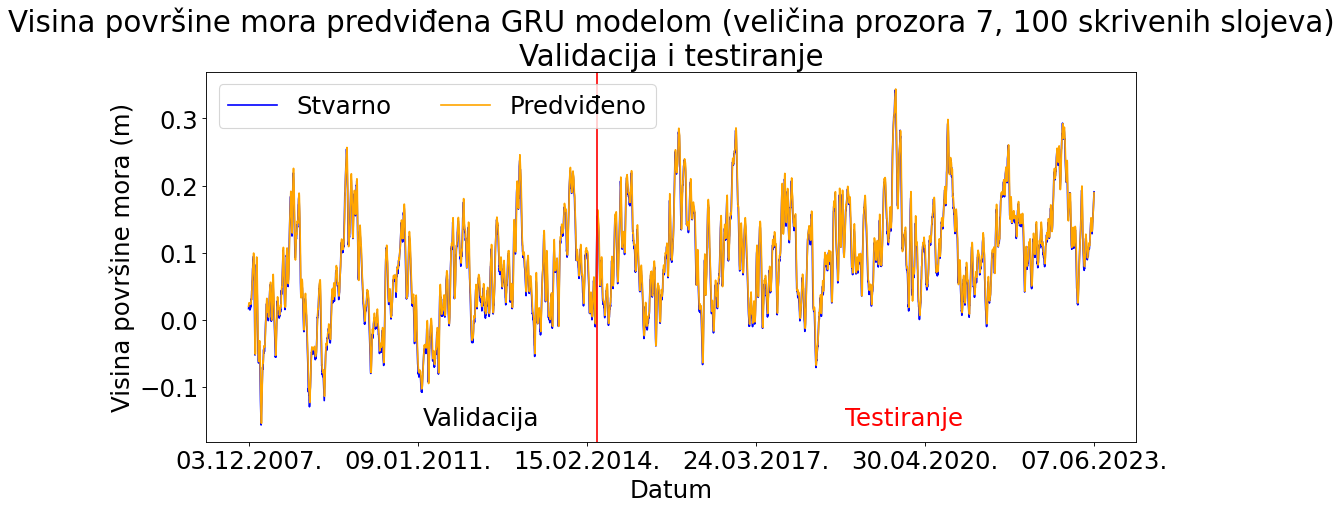 Visina površine mora predviđena GRU modelom (veličina prozora 7, 100 skrivenih slojeva)
Validacija i testiranje
Stvarno
Predviđeno
Visina površine mora (m)
0.3
0.2
0.1
0.0
−0.1
Validacija
Testiranje
03.12.2007.
09.01.2011.
15.02.2014.
24.03.2017.
30.04.2020.
07.06.2023.
Datum